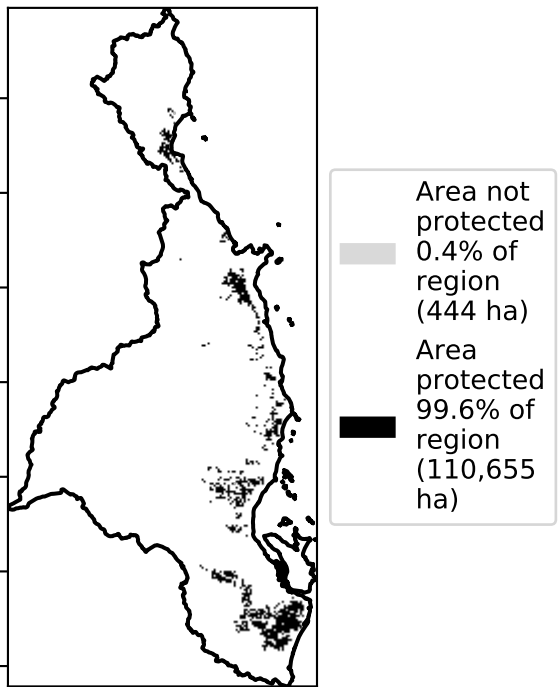 Area not
protected
0.4% of
region
(444 ha)
Area
protected
99.6% of
region
(110,655
ha)